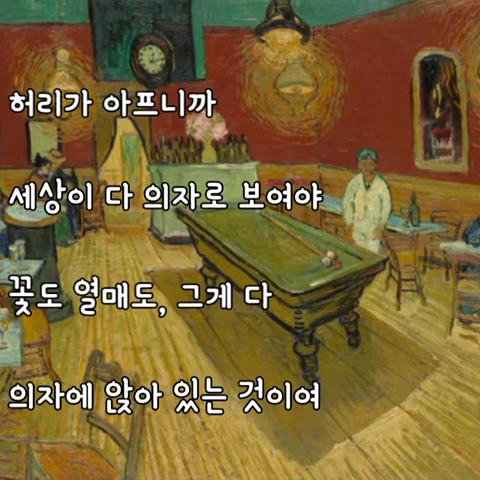 허리가 아프니까
세상이 다 의자로 보여야
꽃도 열매도, 그게 다
의자에 앉아 있는 것이여